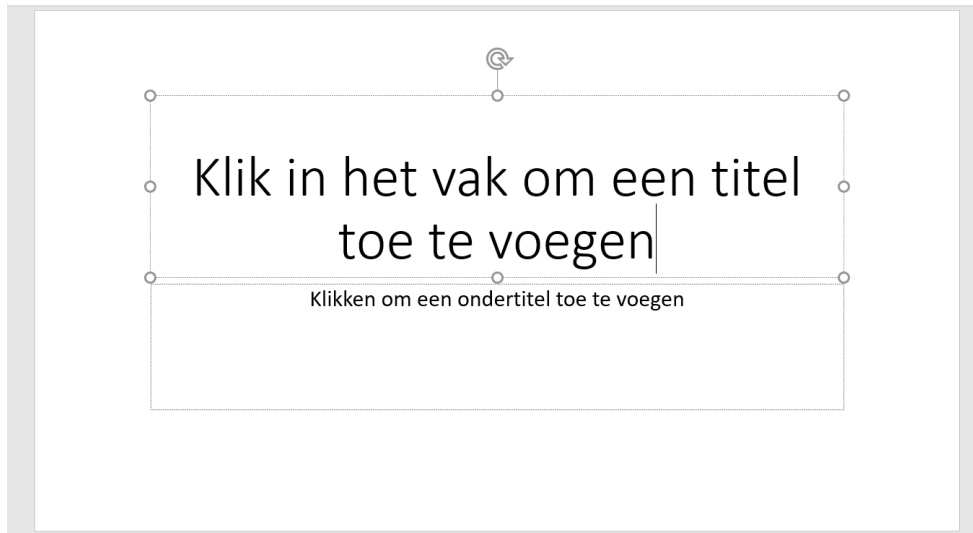 Klik in het vak om een titel
toe te voegen
Klikken om een ondertitel toe te voegen